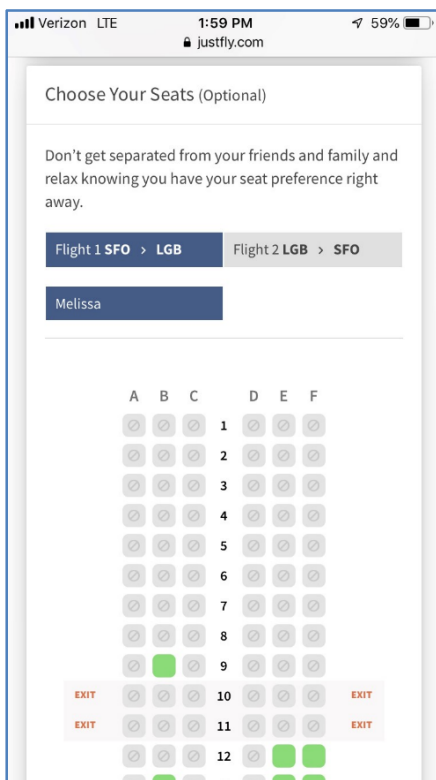 Verizon LTE 1:59 PM 59%
justfly.com
Choose Your Seats (Optional)
Don’t get separated from your friends and family and
relax knowing you have your seat preference right
away.
Flight 1 SFO > LGB Flight 2 LGB > SFO
Melissa
A B C D E F
1
2
3
4
5
6
7
8
9
EXIT 10 EXIT
EXIT 11 EXIT
12